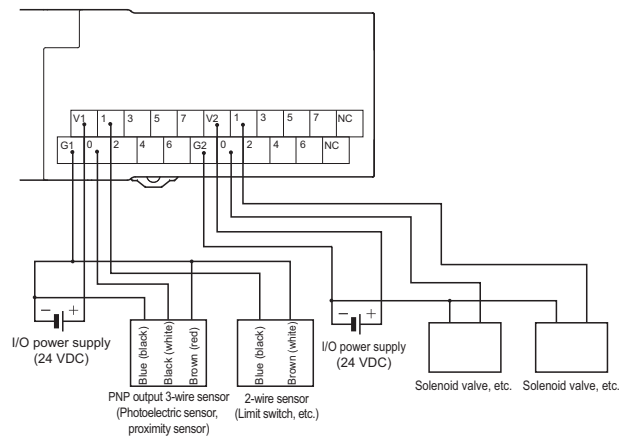 V1 1 3 5 7 V2 1 3 5 7 NC
G1 0 2 4 6 G2 0 2 4 6 NC
− +
I/O power supply
(24 VDC)
Blue (black)
Black (white)
Brown (red)
PNP output 3-wire sensor
(Photoelectric sensor,
proximity sensor)
Blue (black)
Brown (white)
2-wire sensor
(Limit switch, etc.)
− +
I/O power supply
(24 VDC)
Solenoid valve, etc.
Solenoid valve, etc.